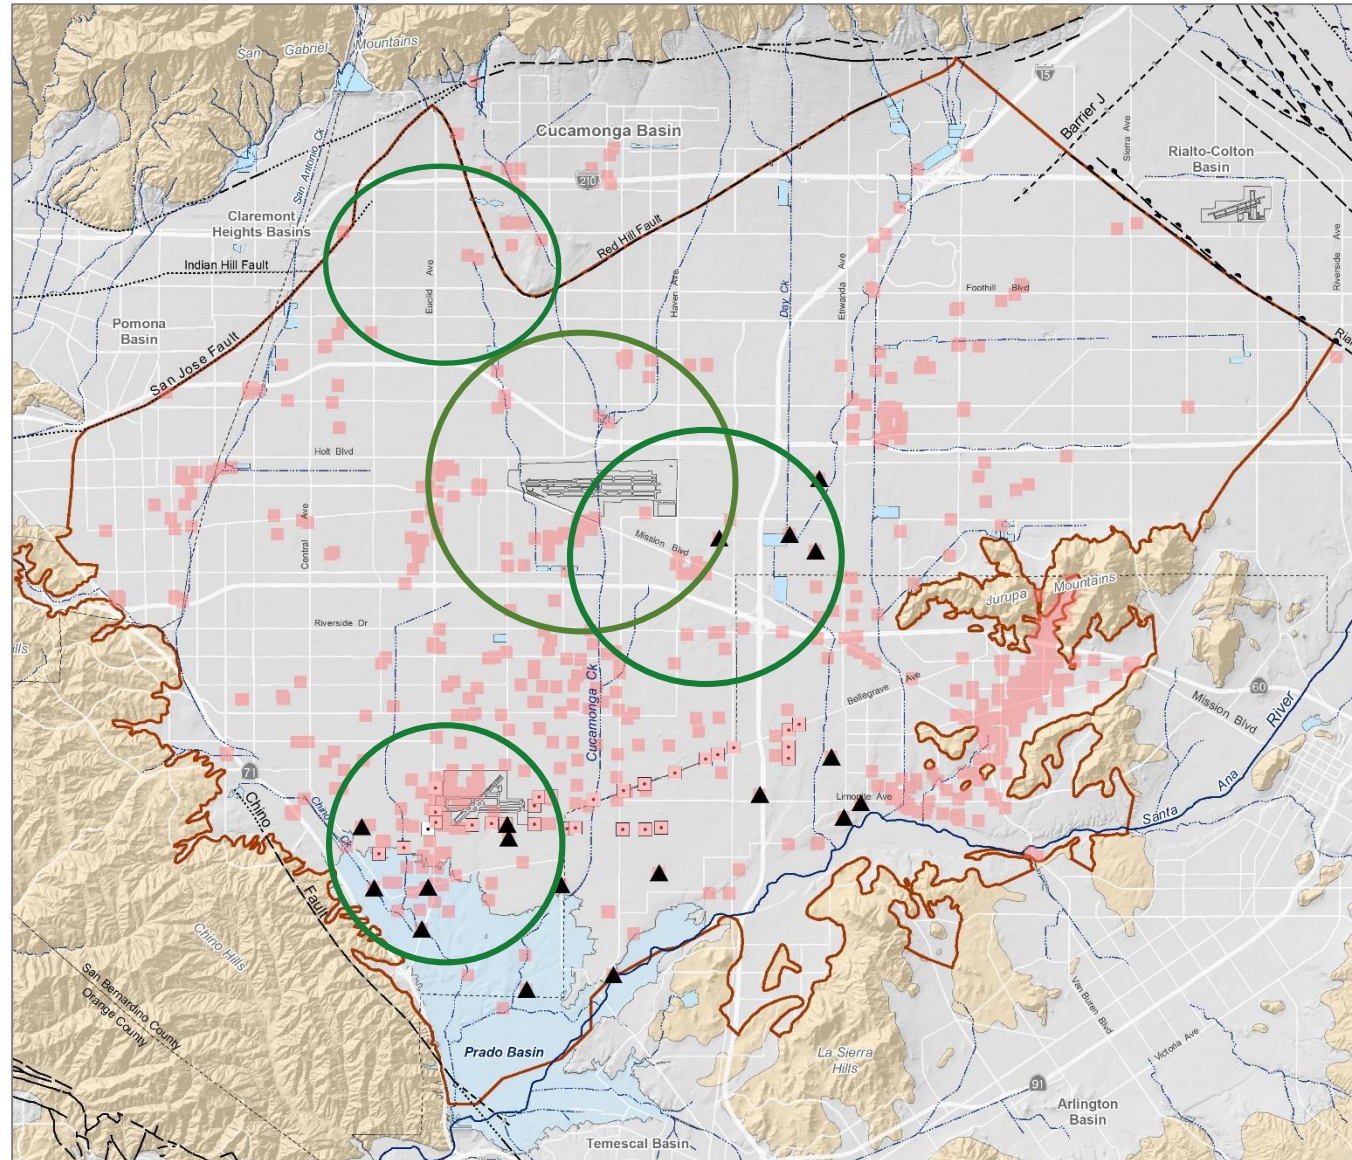 San Gabriel Mountains
15
Barrier J
Sierra Ave
Cucamonga Basin
Rialto-Colton
Basin
San Antonio Ck
210
Claremont
Heights Basins
Red Hill Fault
Riverside Ave
Indian Hill Fault
Euclid Ave
Haven Ave
Day Ck
Etiwanda Ave
Foothill Blvd
Pomona
Basin
San Jose Fault
Holt Blvd
Central Ave
Mission Blvd
Jurupa Mountains
Riverside Dr
Bellegrave Ave
60
Mission Blvd
Cucamonga Ck
Santa Ana River
71
Chino
Limonite Ave
Chino Fault
Chino Hills
San Bernardino County
Orange County
Van Buren Blvd
Victoria Ave
Prado Basin
La Sierra
Hills
91
Arlington
Basin
Temescal Basin